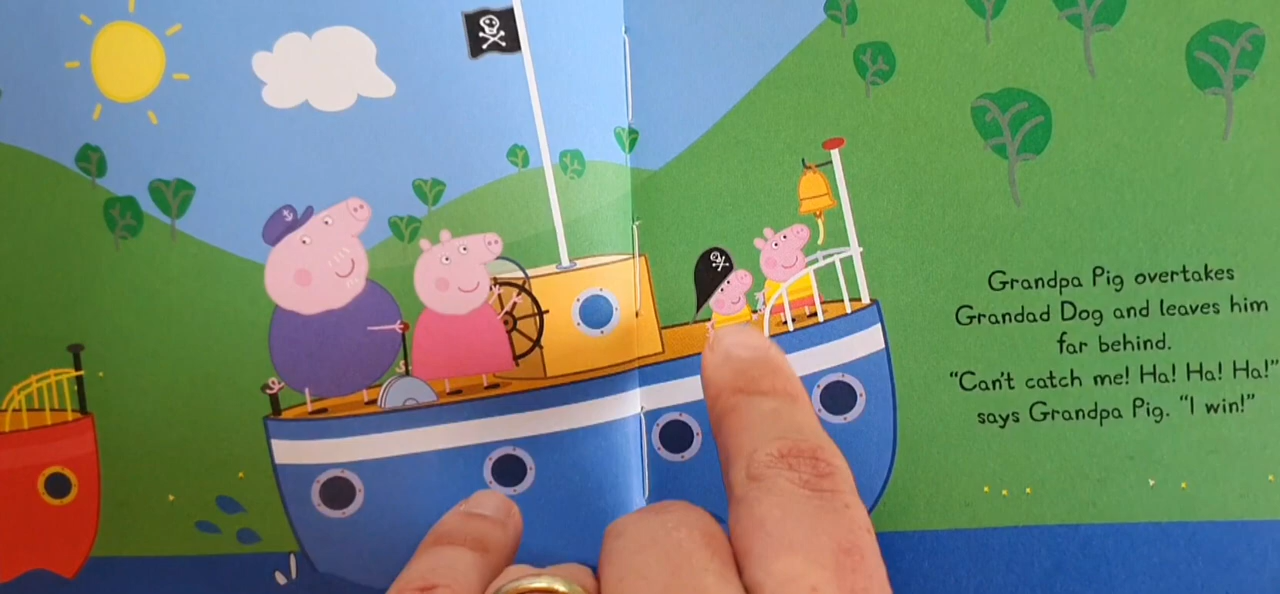 Grandpa Pig overtakes
Grandad Dog and leaves him
far behind.
"Can't catch me! Ha! Ha! Ha!"
says Grandpa Pig. "I win!"